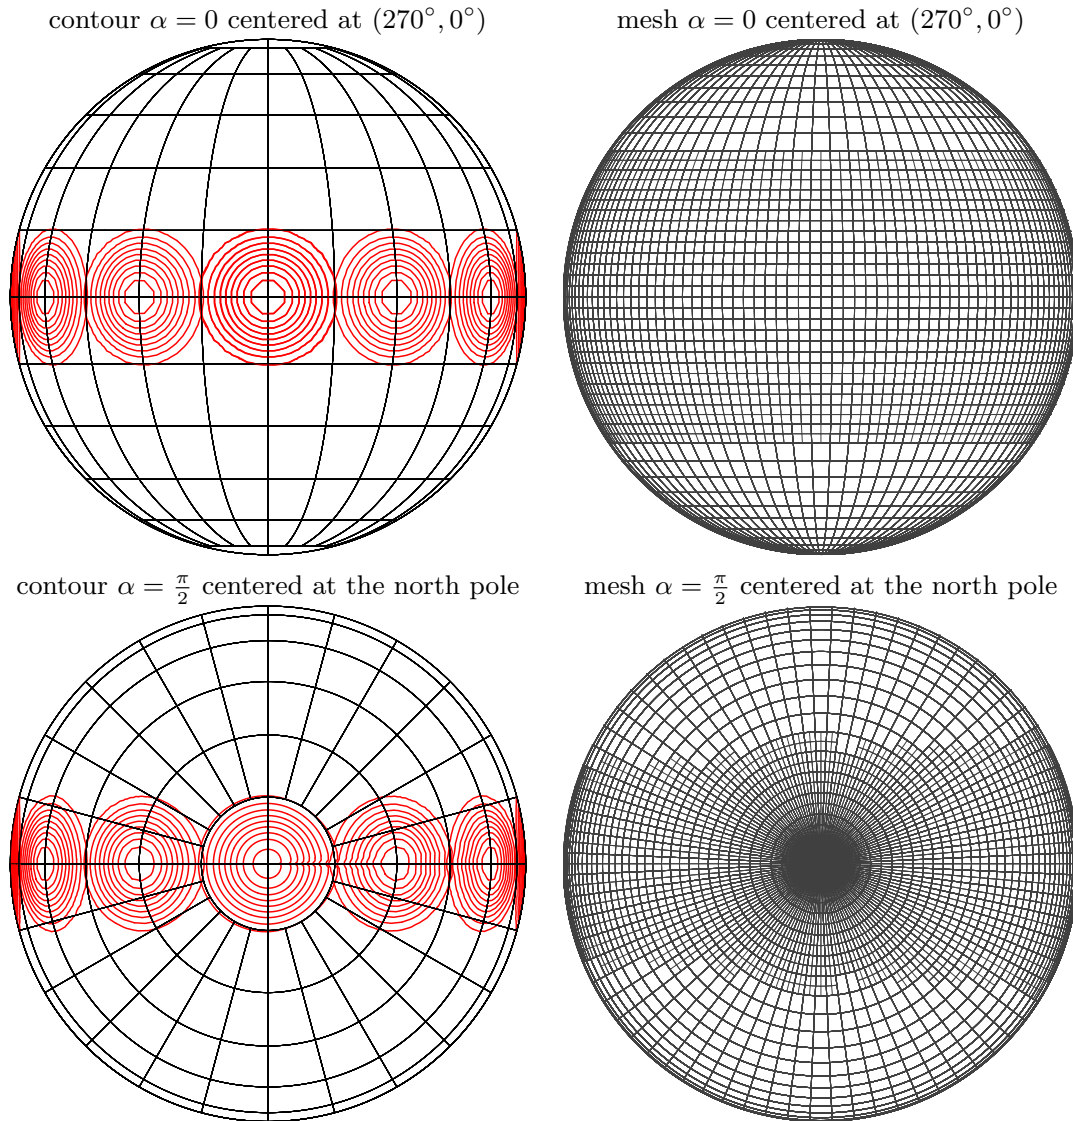 contour α = 0 centered at (270°, 0°)
mesh α = 0 centered at (270°, 0°)
contour α = π/2 centered at the north pole
mesh α = π/2 centered at the north pole